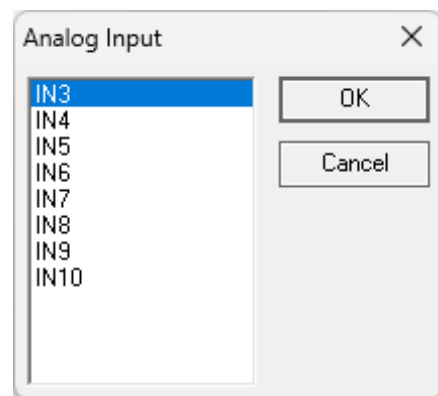 Analog Input
IN3
IN4
IN5
IN6
IN7
IN8
IN9
IN10
OK
Cancel